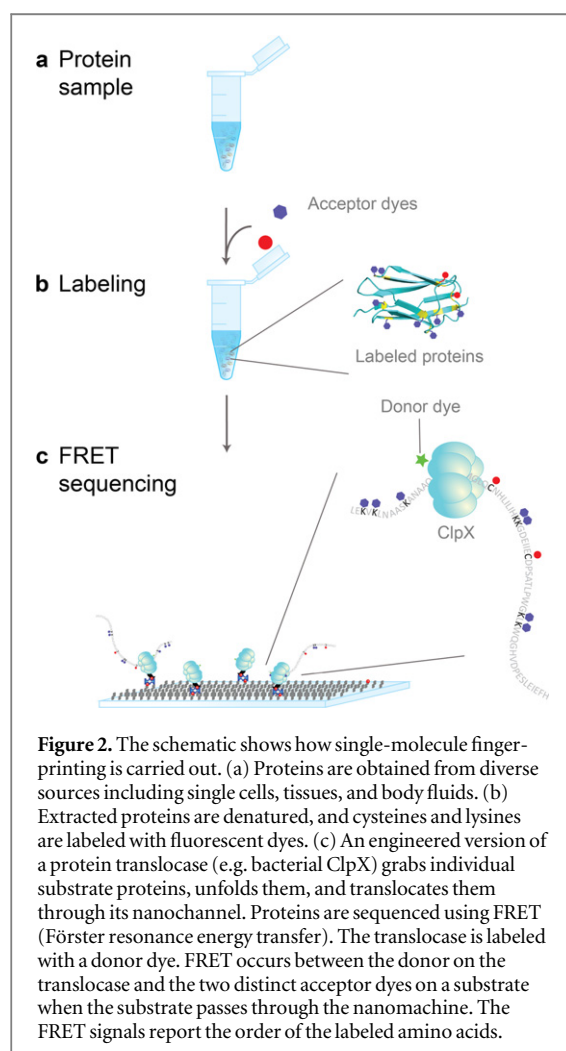 a Protein
sample
Acceptor dyes
b Labeling
Labeled proteins
Donor dye
c FRET
sequencing
ClpX
LEKVKLNAASKANAAC
CNHLILHKKGDEIIECDPSATLPWGKKWQGHVDPESLEIEFH
Figure 2. The schematic shows how single-molecule finger-
printing is carried out. (a) Proteins are obtained from diverse
sources including single cells, tissues, and body fluids. (b)
Extracted proteins are denatured, and cysteines and lysines
are labeled with fluorescent dyes. (c) An engineered version of
a protein translocase (e.g. bacterial ClpX) grabs individual
substrate proteins, unfolds them, and translocates them
through its nanochannel. Proteins are sequenced using FRET
(Förster resonance energy transfer). The translocase is labeled
with a donor dye. FRET occurs between the donor on the
translocase and the two distinct acceptor dyes on a substrate
when the substrate passes through the nanomachine. The
FRET signals report the order of the labeled amino acids.